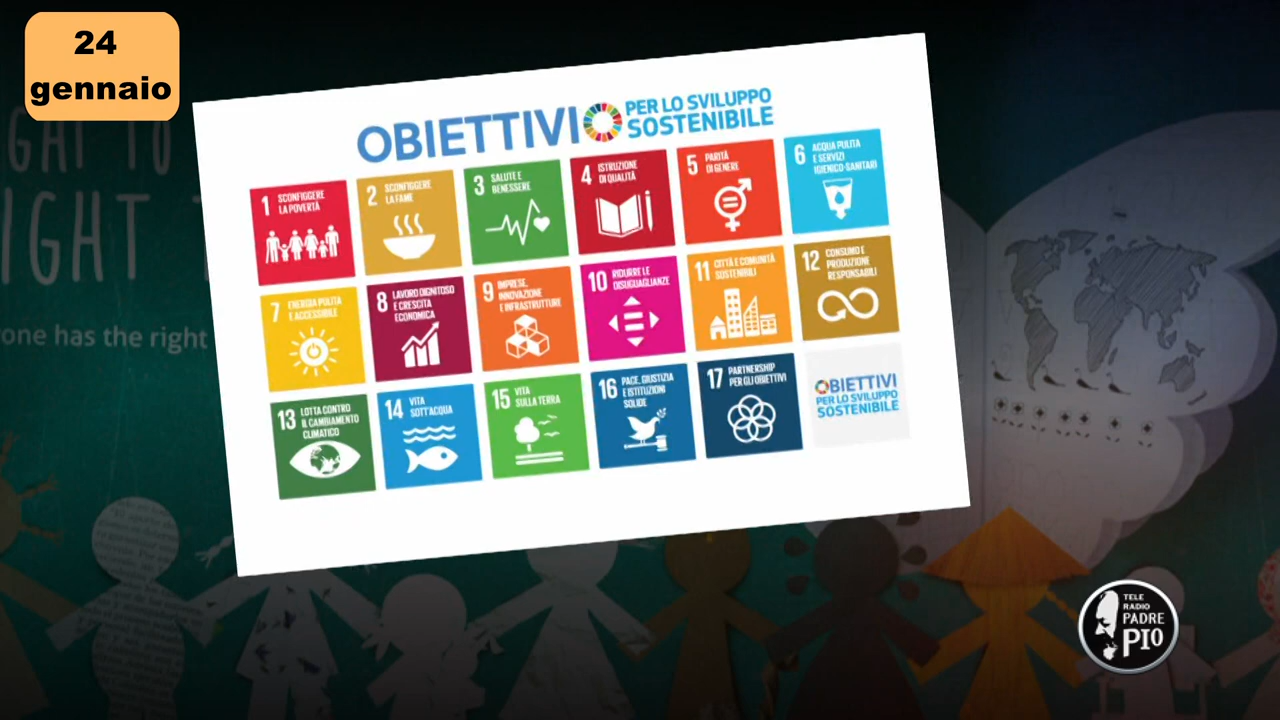 24
gennaio
GHT TO
IGHT
one has the right
OBIETTIVI PER LO SVILUPPO
SOSTENIBILE
1 SCONFIGGERE
LA POVERTÀ
2 SCONFIGGERE
LA FAME
3 SALUTE E
BENESSERE
4 ISTRUZIONE
DI QUALITÀ
5 PARITÀ
DI GENERE
6 ACQUA PULITA
E SERVIZI
IGIENICO-SANITARI
7 ENERGIA PULITA
E ACCESSIBILE
8 LAVORO DIGNITOSO
E CRESCITA
ECONOMICA
9 IMPRESE,
INNOVAZIONE
E INFRASTRUTTURE
10 RIDURRE LE
DISUGUAGLIANZE
11 CITTÀ E COMUNITÀ
SOSTENIBILI
12 CONSUMO E
PRODUZIONE
RESPONSABILI
13 LOTTA CONTRO
IL CAMBIAMENTO
CLIMATICO
14 VITA
SOTT'ACQUA
15 VITA
SULLA TERRA
16 PACE, GIUSTIZIA
E ISTITUZIONI
SOLIDE
17 PARTNERSHIP
PER GLI OBIETTIVI
OBIETTIVI
PER LO SVILUPPO
SOSTENIBILE
TELE
RADIO
PADRE
PIO